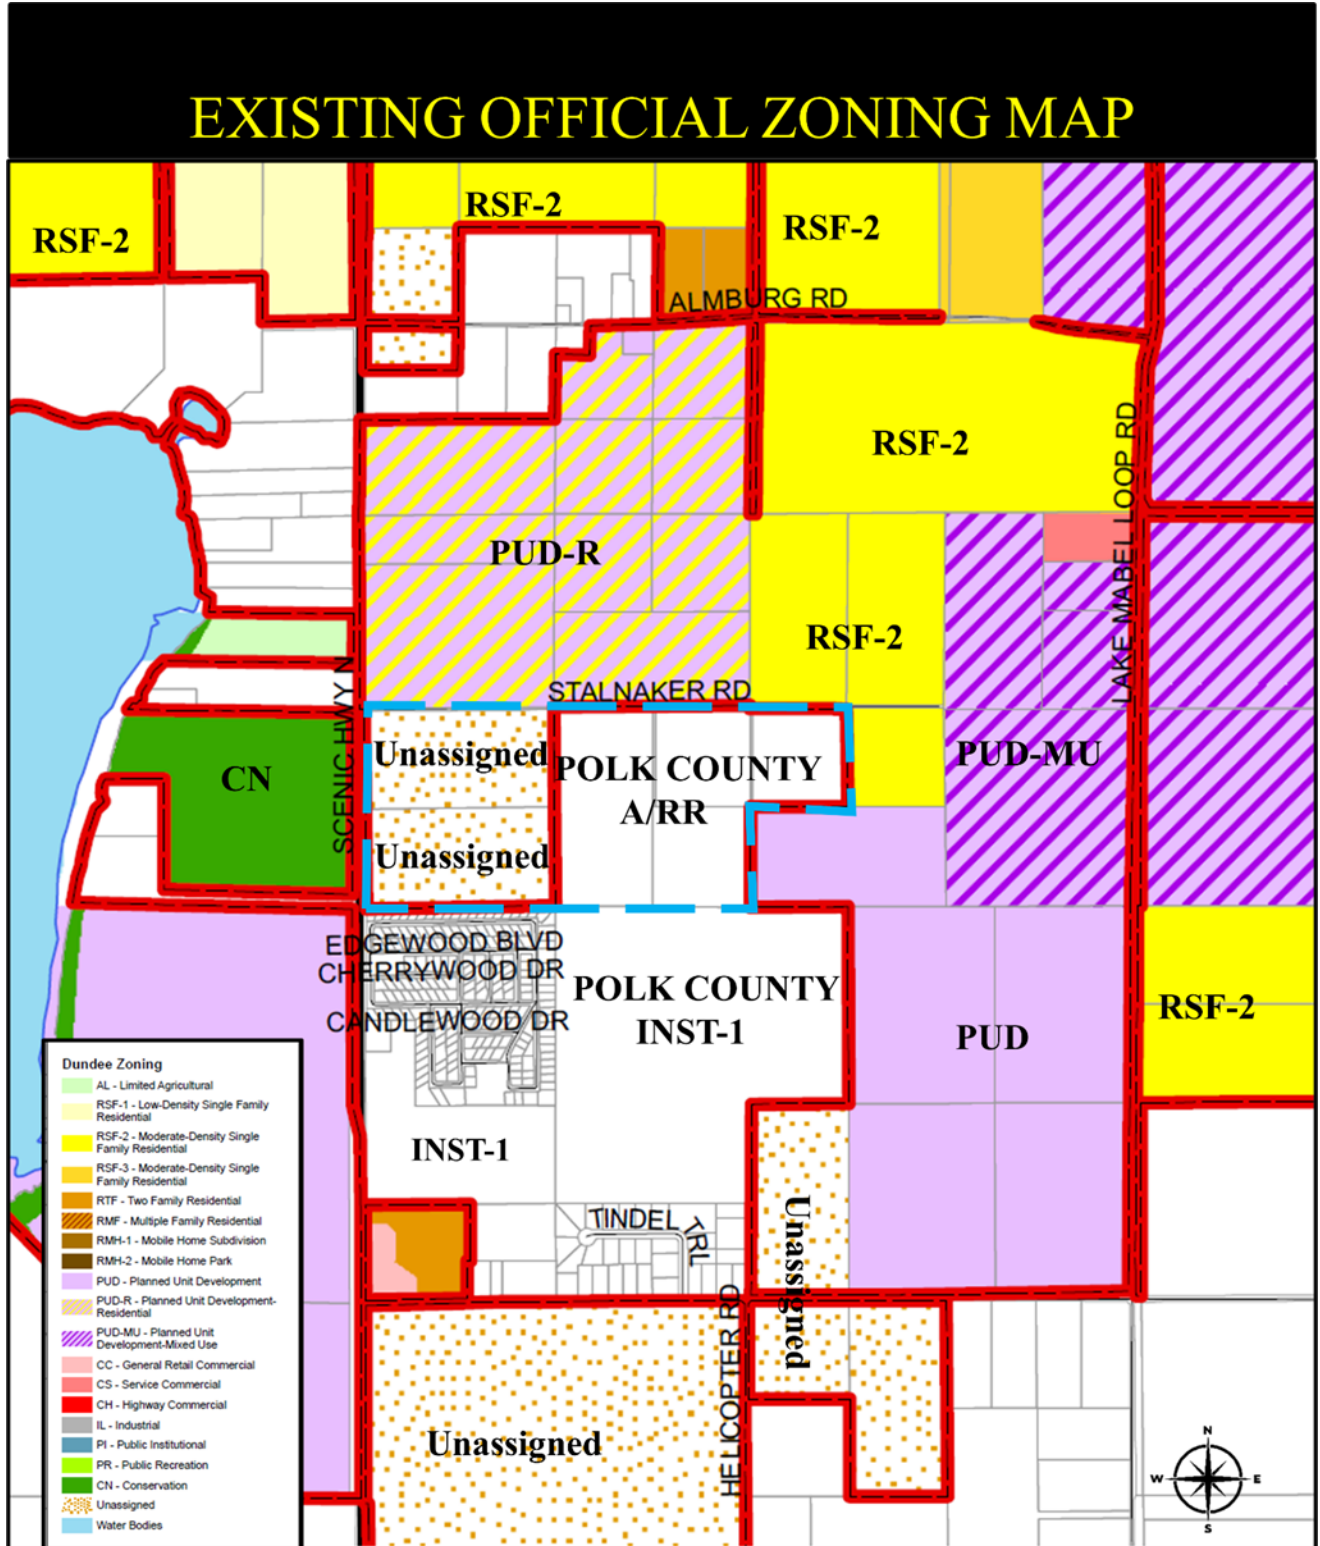 EXISTING OFFICIAL ZONING MAP
RSF-2
RSF-2
RSF-2
ALMBURG RD
RSF-2
LAKE MABEL LOOP RD
PUD-R
RSF-2
STALNAKER RD
SCENIC HWY N
CN
Unassigned
POLK COUNTY
A/RR
PUD-MU
Unassigned
EDGEWOOD BLVD
CHERRYWOOD DR
CANDLEWOOD DR
POLK COUNTY
INST-1
PUD
RSF-2
INST-1
TINDEL TRL
Unassigned
HELICOPTER RD
Unassigned
Dundee Zoning
AL - Limited Agricultural
RSF-1 - Low-Density Single Family
Residential
RSF-2 - Moderate-Density Single
Family Residential
RSF-3 - Moderate-Density Single
Family Residential
RTF - Two Family Residential
RMF - Multiple Family Residential
RMH-1 - Mobile Home Subdivision
RMH-2 - Mobile Home Park
PUD - Planned Unit Development
PUD-R - Planned Unit Development-
Residential
PUD-MU - Planned Unit
Development-Mixed Use
CC - General Retail Commercial
CS - Service Commercial
CH - Highway Commercial
IL - Industrial
PI - Public Institutional
PR - Public Recreation
CN - Conservation
Unassigned
Water Bodies
N
W E
S